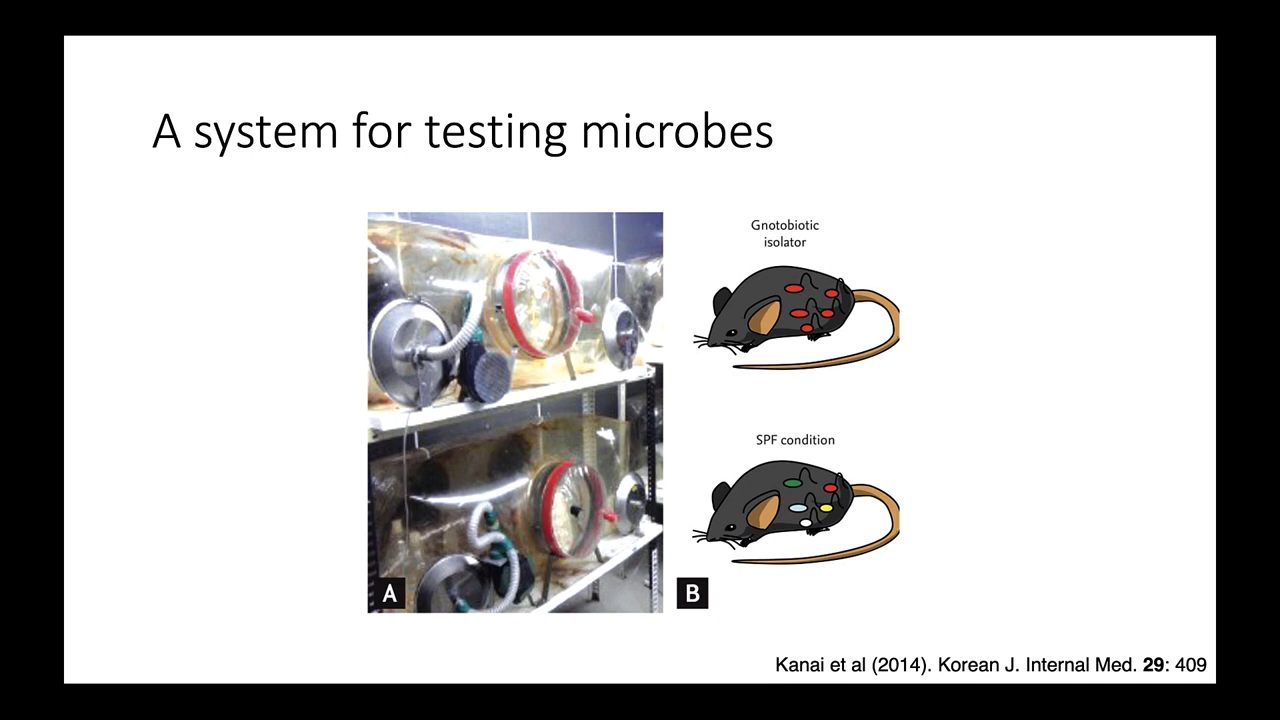 A system for testing microbes
Gnotobiotic
isolator
SPF condition
A
B
Kanai et al (2014). Korean J. Internal Med. 29: 409